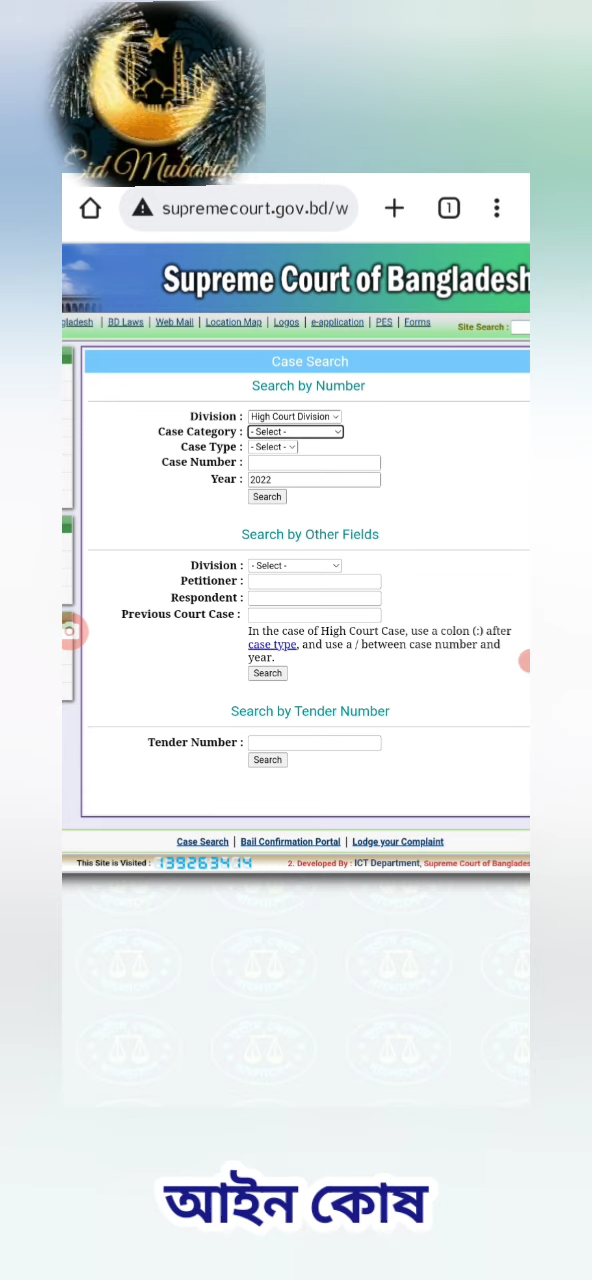 Eid Mubarak
supremecourt.gov.bd/w
1
Supreme Court of Bangladesh
gladesh | BD Laws | Web Mail | Location Map | Logos | e-application | PES | Forms
Site Search :
Case Search
Search by Number
Division : High Court Division
Case Category : - Select -
Case Type : - Select -
Case Number :
Year : 2022
Search
Search by Other Fields
Division : - Select -
Petitioner :
Respondent :
Previous Court Case :
In the case of High Court Case, use a colon (:) after
case type, and use a / between case number and
year.
Search
Search by Tender Number
Tender Number :
Search
Case Search | Bail Confirmation Portal | Lodge your Complaint
This Site is Visited : 139263414 2. Developed By : ICT Department, Supreme Court of Banglades
আইন কোষ